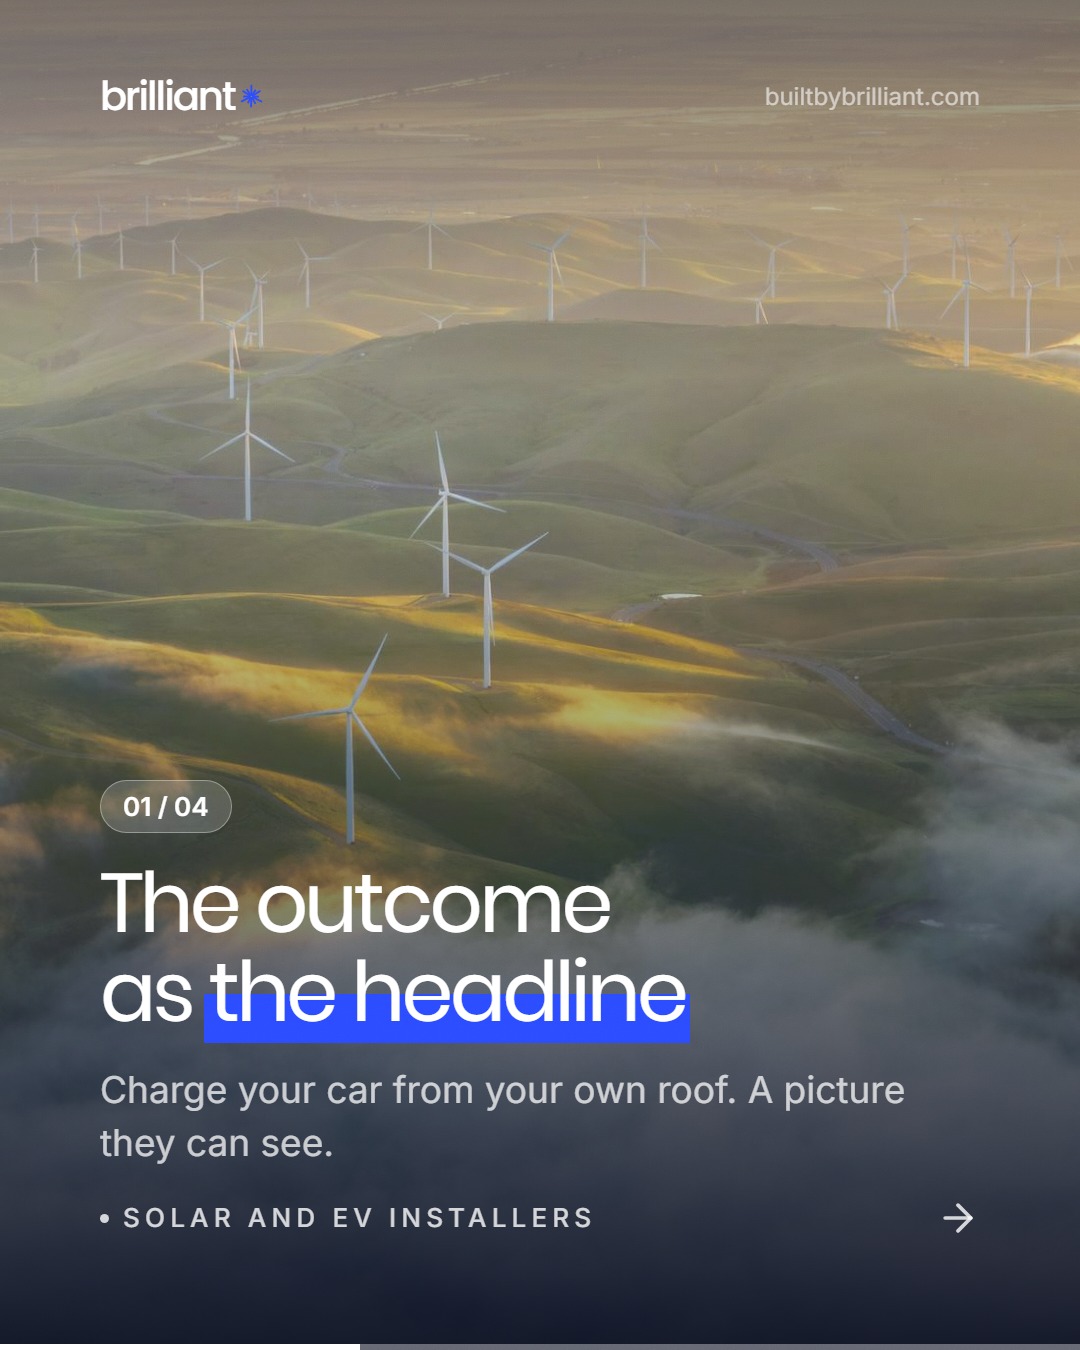 brilliant
builtbybrilliant.com
01 / 04
The outcome
as the headline
Charge your car from your own roof. A picture
they can see.
• SOLAR AND EV INSTALLERS